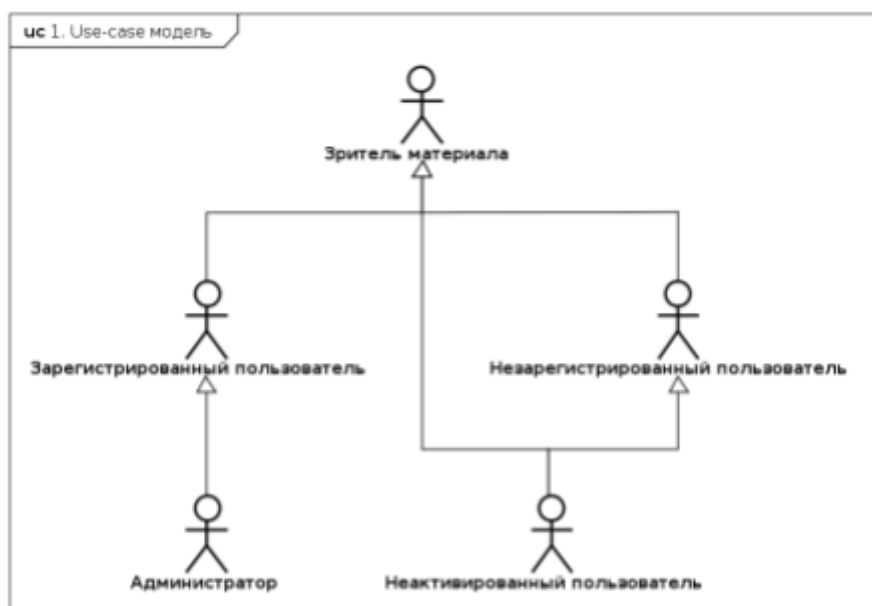 uc 1. Use-case модель
Зритель материала
Зарегистрированный пользователь
Незарегистрированный пользователь
Администратор
Неактивированный пользователь